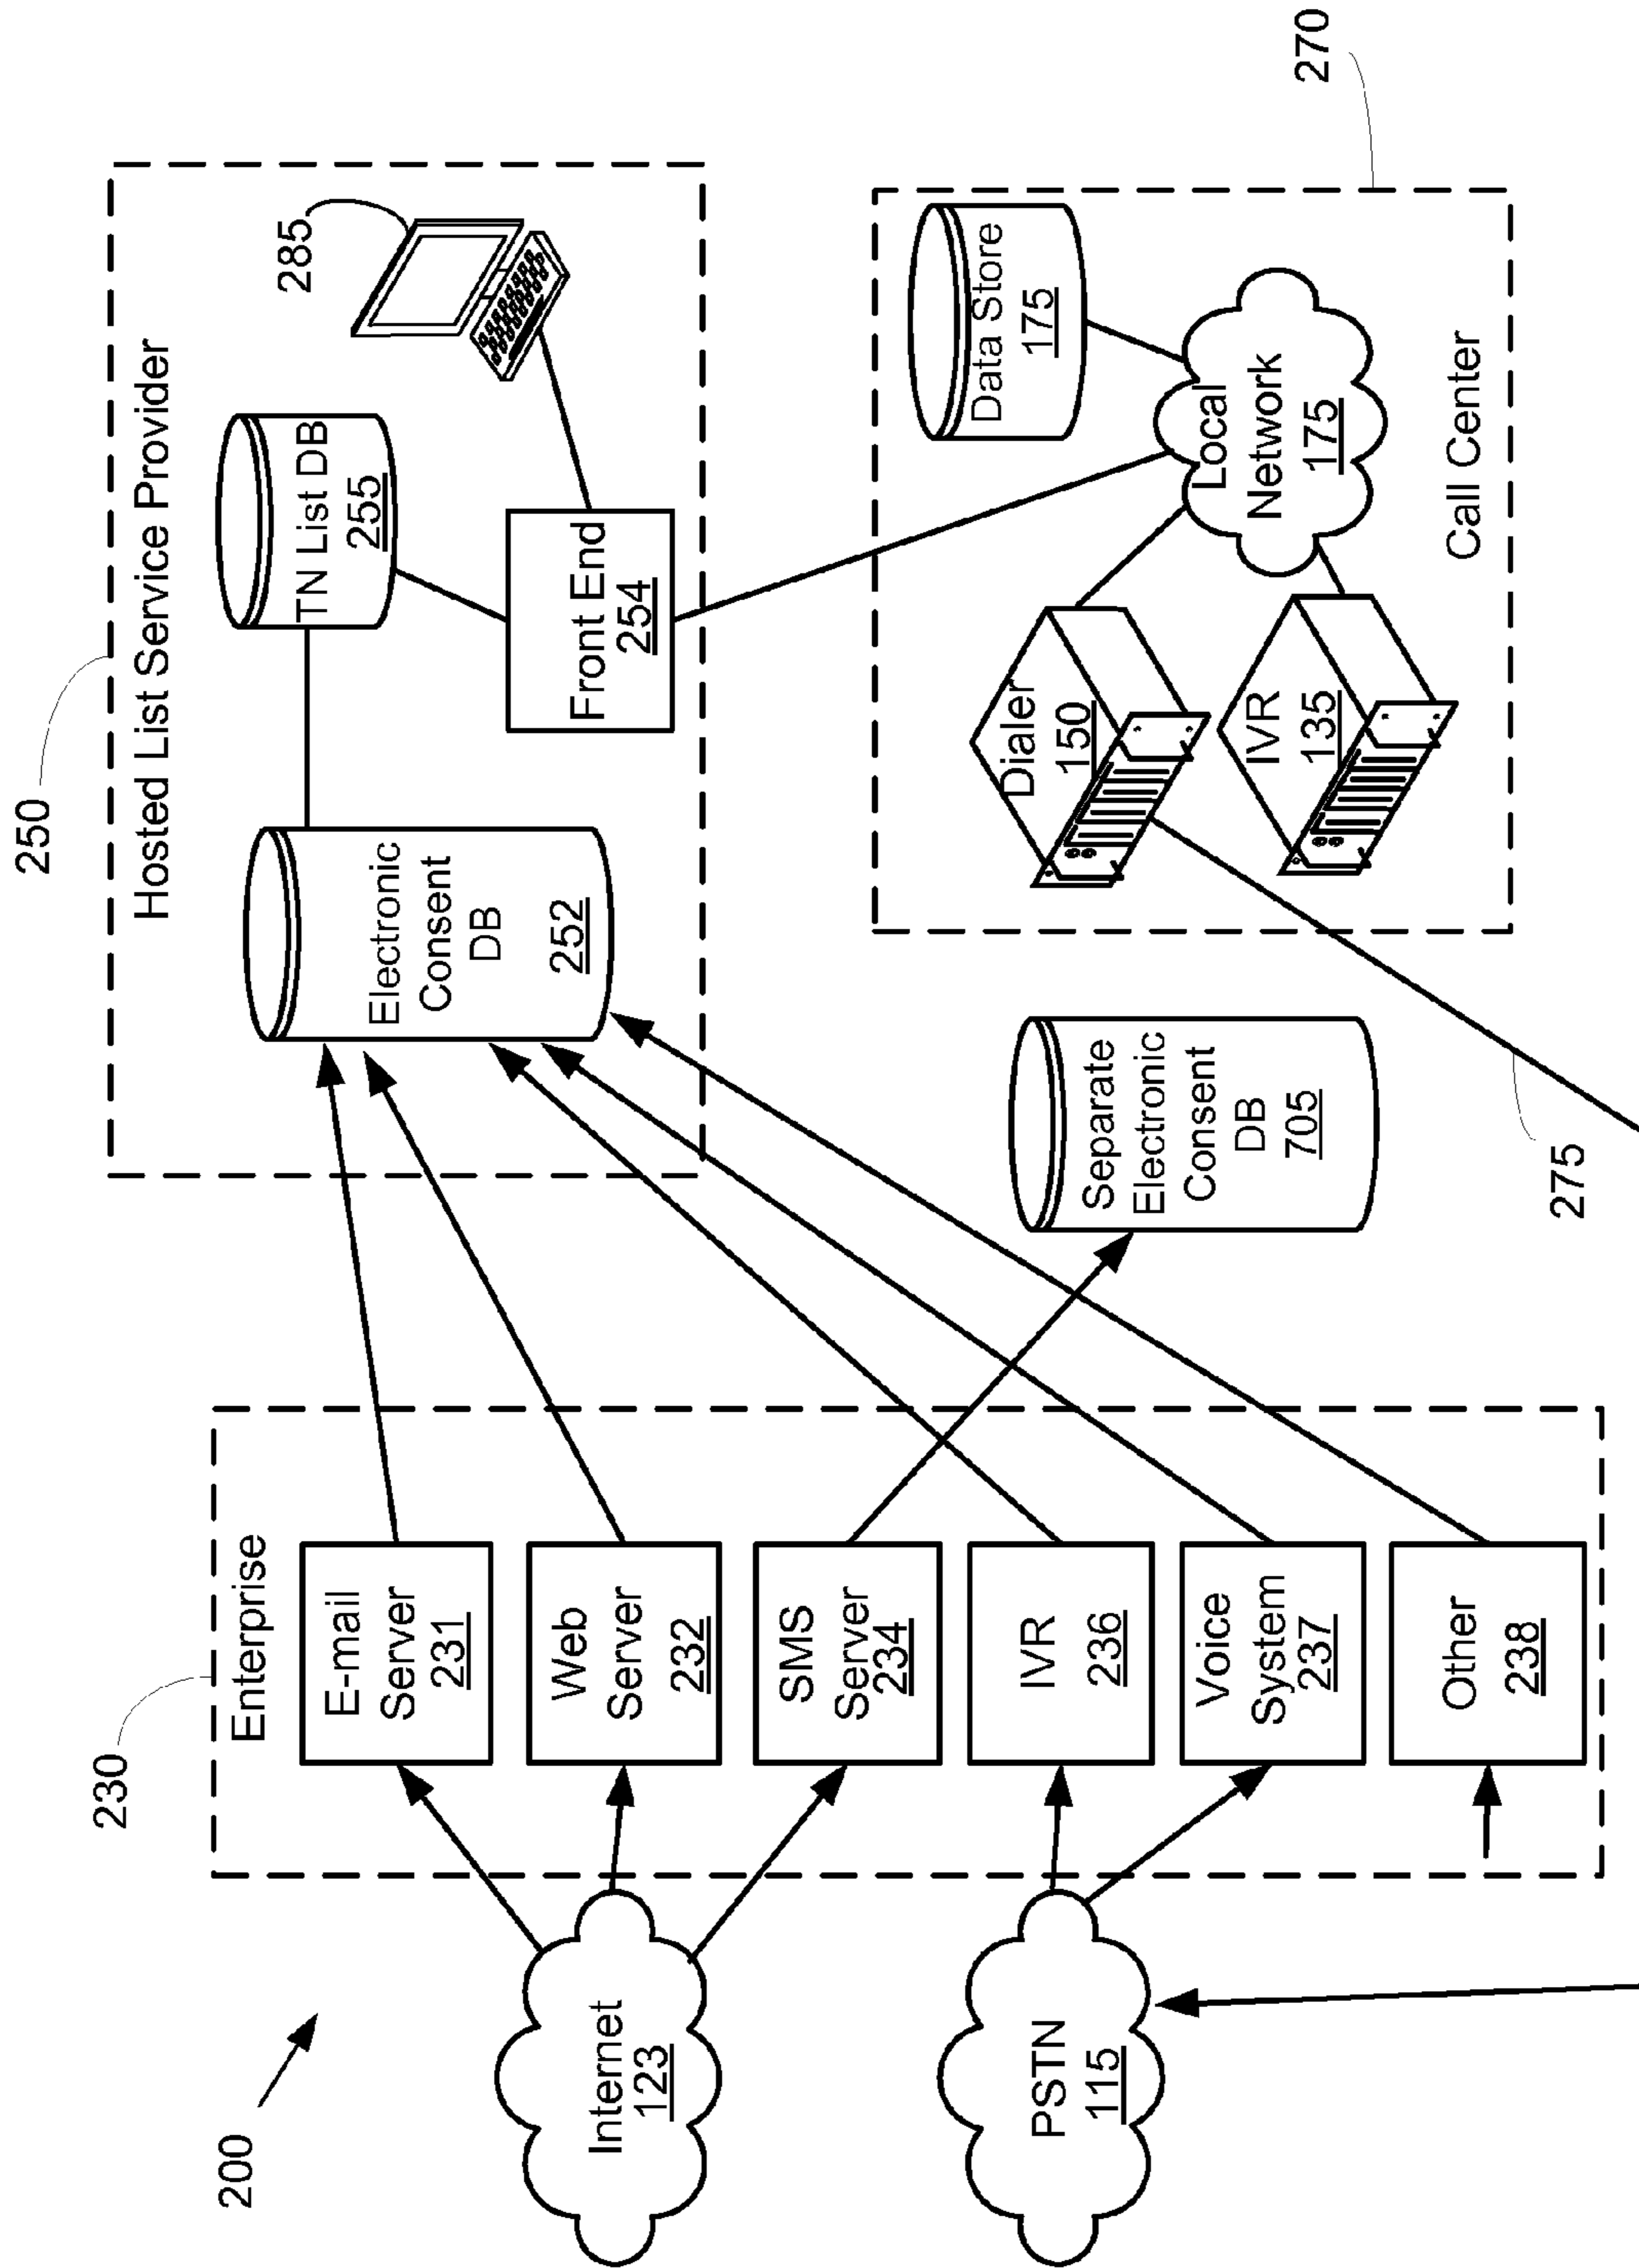 200
230
250
Enterprise
Hosted List Service Provider
Internet
123
PSTN
115
E-mail
Server
231
Web
Server
232
SMS
Server
234
IVR
236
Voice
System
237
Other
238
Electronic
Consent
DB
252
TN List DB
255
Front End
254
285
Separate
Electronic
Consent
DB
705
Dialer
150
IVR
135
Data Store
175
Local
Network
175
Call Center
270
275